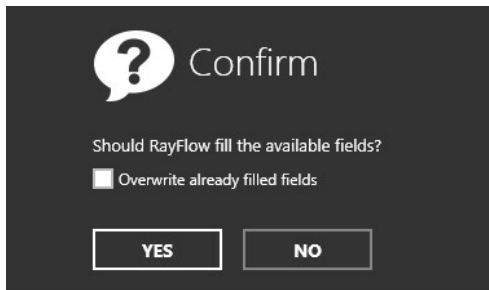 Confirm
Should RayFlow fill the available fields?
Overwrite already filled fields
YES
NO